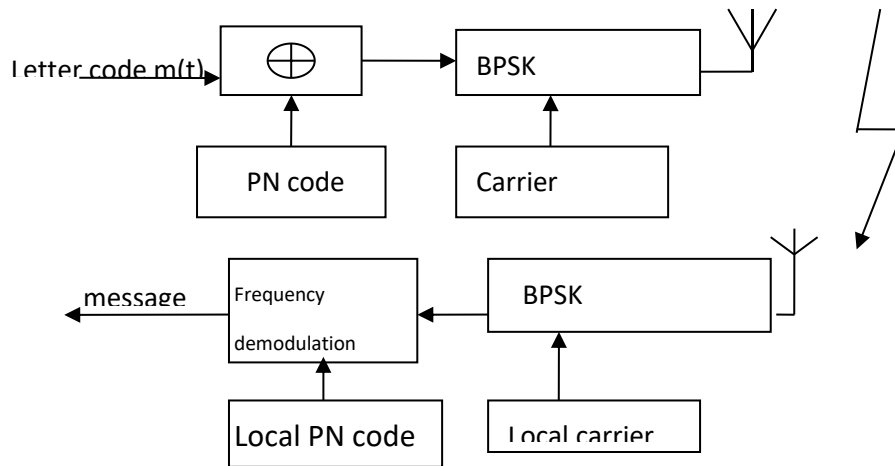 Letter code m(t)
BPSK
PN code
Carrier
message
Frequency
demodulation
BPSK
Local PN code
Local carrier